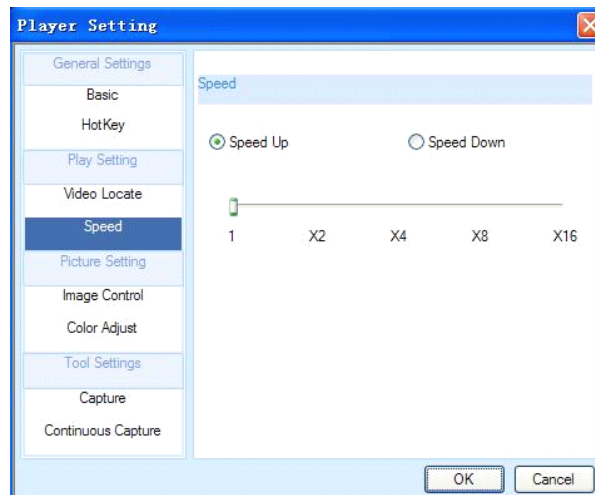 Player Setting
General Settings
Basic
HotKey
Play Setting
Video Locate
Speed
Picture Setting
Image Control
Color Adjust
Tool Settings
Capture
Continuous Capture
Speed
Speed Up Speed Down
1 X2 X4 X8 X16
OK Cancel